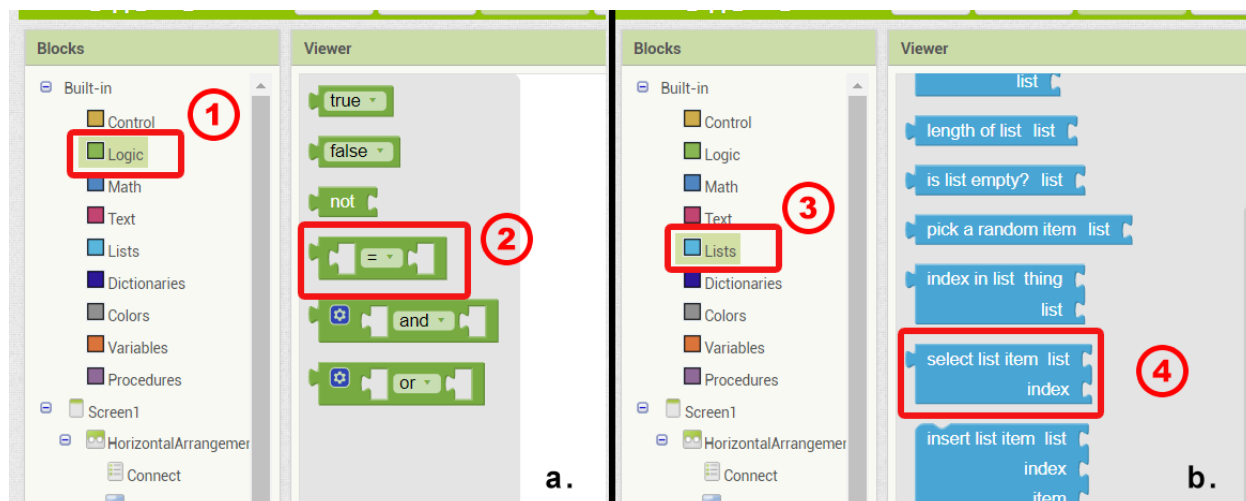 Blocks
Viewer
Built-in
Control
1
Logic
Math
Text
Lists
Dictionaries
Colors
Variables
Procedures
Screen1
HorizontalArrangemer
Connect
true
false
not
=
2
and
or
a.
Blocks
Viewer
Built-in
Control
Logic
Math
Text
3
Lists
Dictionaries
Colors
Variables
Procedures
Screen1
HorizontalArrangemer
Connect
list
length of list list
is list empty? list
pick a random item list
index in list thing
list
select list item list
index
4
insert list item list
index
item
b.